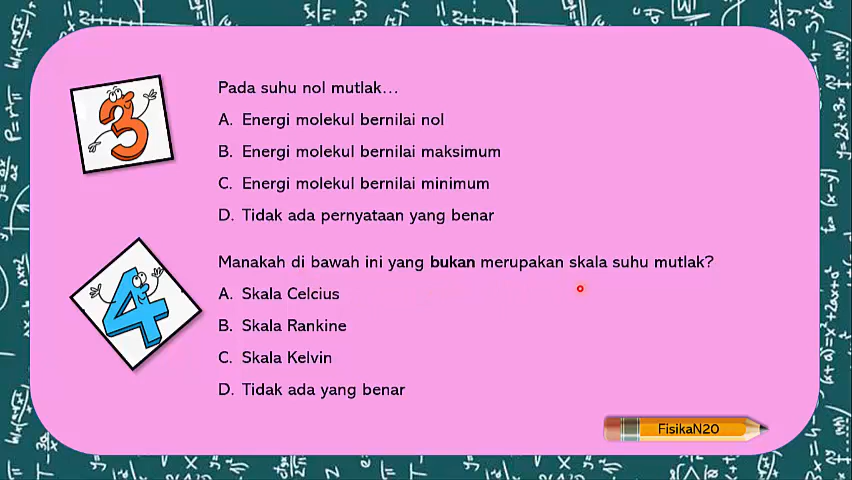 3
Pada suhu nol mutlak...
A. Energi molekul bernilai nol
B. Energi molekul bernilai maksimum
C. Energi molekul bernilai minimum
D. Tidak ada pernyataan yang benar
4
Manakah di bawah ini yang bukan merupakan skala suhu mutlak?
A. Skala Celcius
B. Skala Rankine
C. Skala Kelvin
D. Tidak ada yang benar
FisikaN20